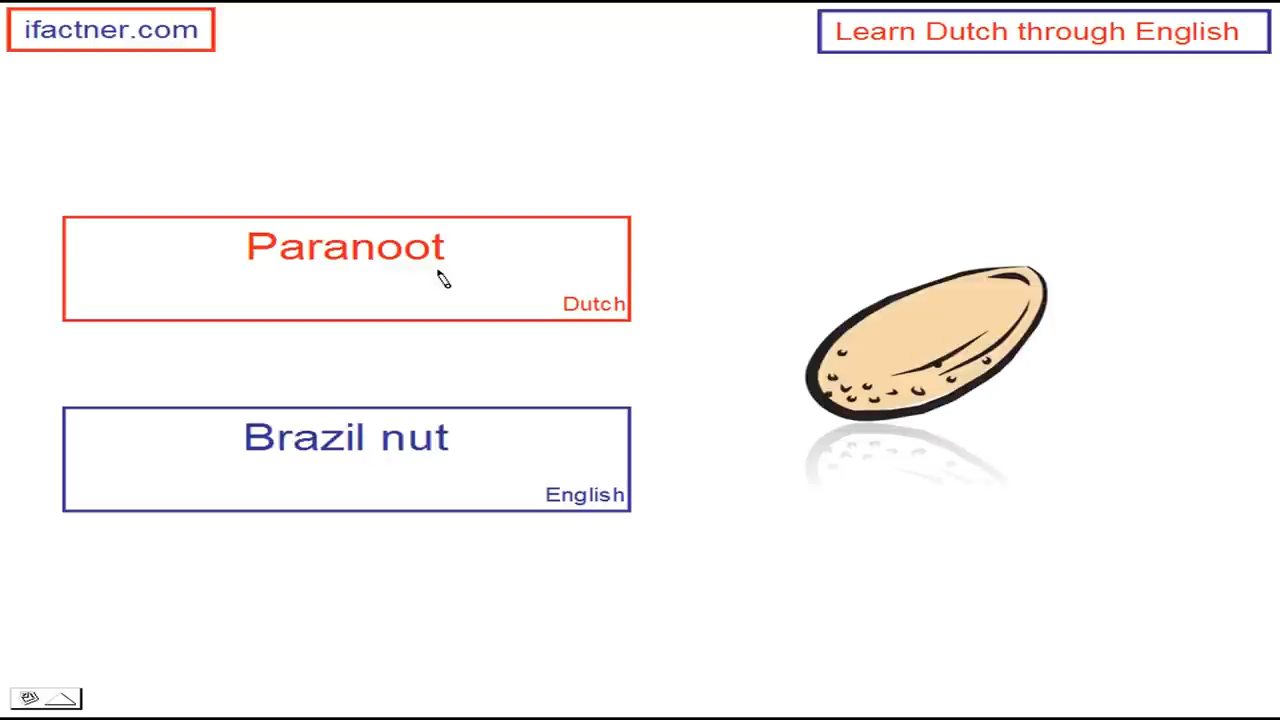 ifactner.com
Learn Dutch through English
Paranoot
Dutch
Brazil nut
English